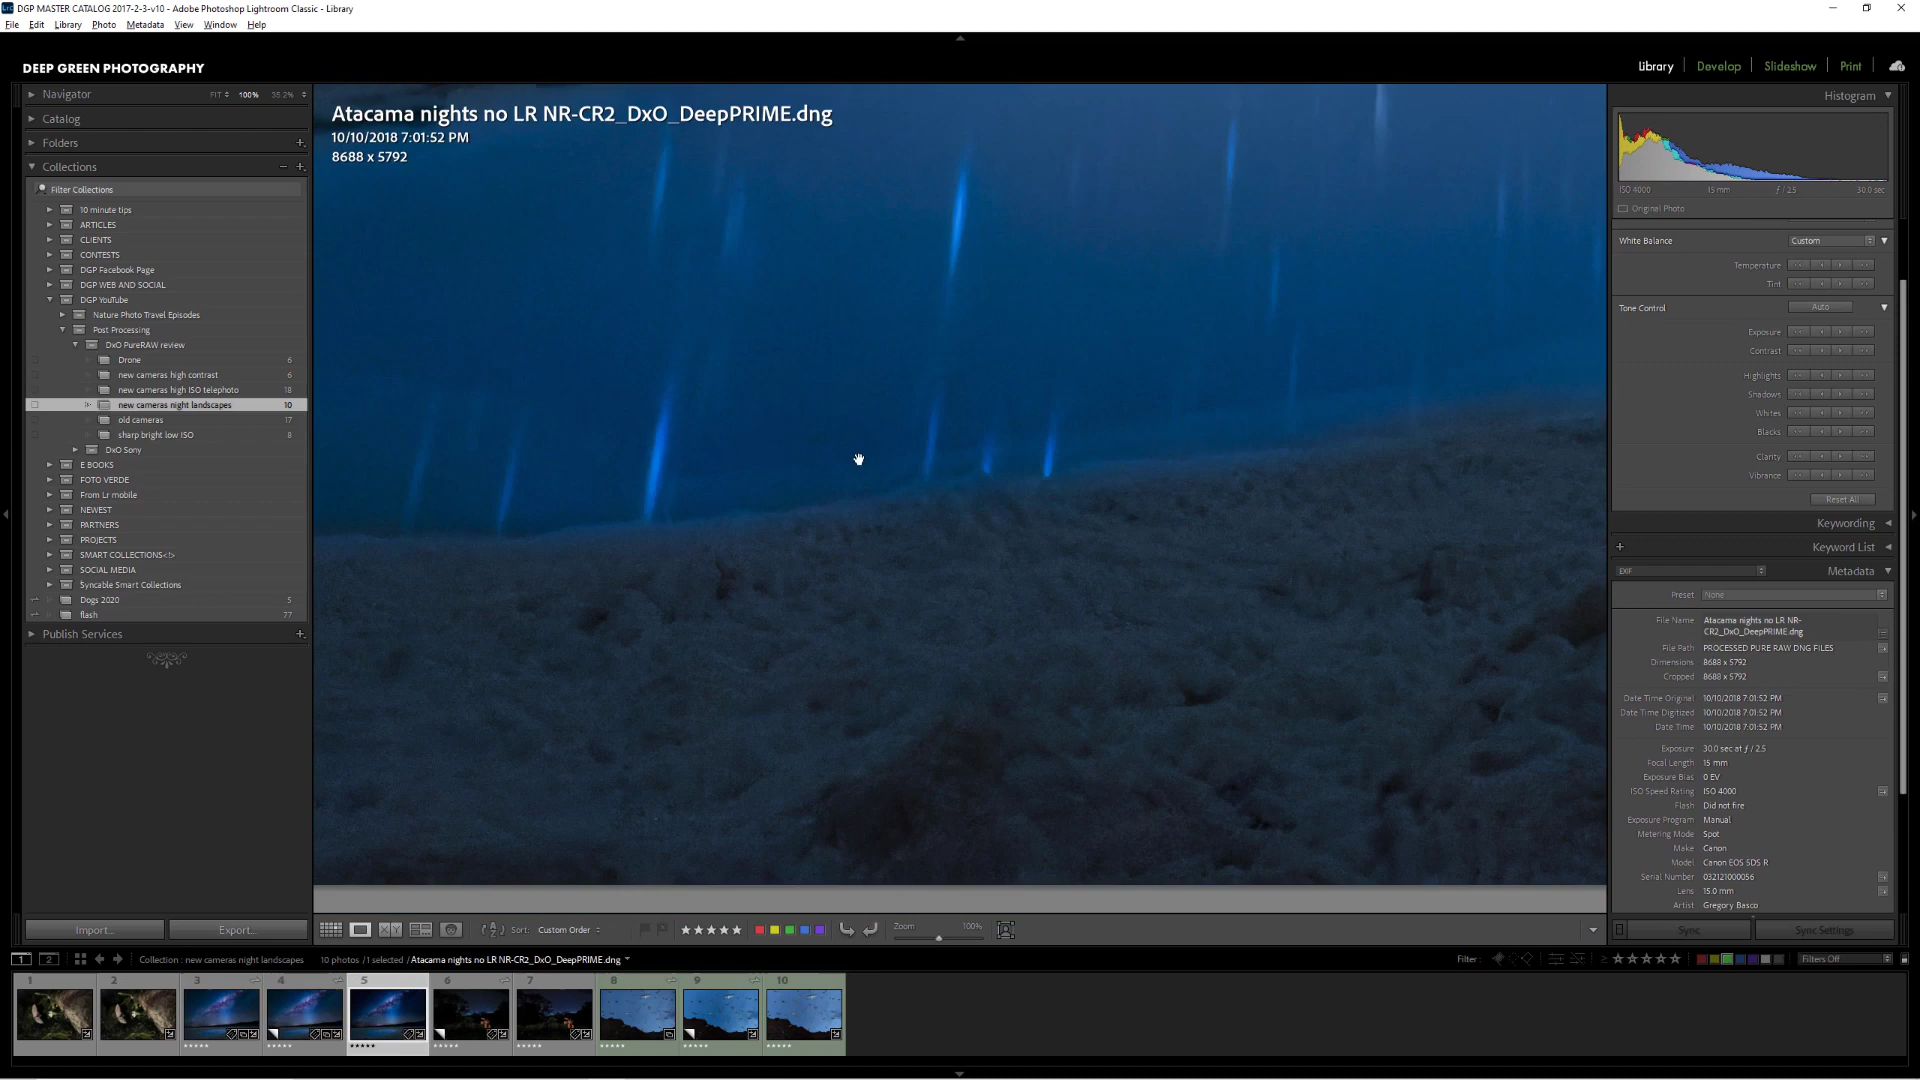 DGP MASTER CATALOG 2017-2-3-v10 - Adobe Photoshop Lightroom Classic - Library
File Edit Library Photo Metadata View Window Help
DEEP GREEN PHOTOGRAPHY
Library Develop Slideshow Print
Navigator FIT 100% 35.2%
Catalog
Folders
Collections
Filter Collections
10 minute tips
ARTICLES
CLIENTS
CONTESTS
DGP Facebook Page
DGP WEB AND SOCIAL
DGP YouTube
Nature Photo Travel Episodes
Post Processing
DxO PureRAW review
Drone 6
new cameras high contrast 6
new cameras high ISO telephoto 18
new cameras night landscapes 10
old cameras 17
sharp bright low ISO 8
DxO Sony
E BOOKS
FOTO VERDE
From Lr mobile
NEWEST
PARTNERS
PROJECTS
SMART COLLECTIONS<!>
SOCIAL MEDIA
Syncable Smart Collections
Dogs 2020 5
flash 77
Publish Services
Import... Export...
Atacama nights no LR NR-CR2_DxO_DeepPRIME.dng
10/10/2018 7:01:52 PM
8688 x 5792
Histogram
ISO 4000 15 mm ƒ / 2.5 30.0 sec
Original Photo
White Balance Custom
Temperature
Tint
Tone Control Auto
Exposure
Contrast
Highlights
Shadows
Whites
Blacks
Clarity
Vibrance
Reset All
Keywording
Keyword List
EXIF Metadata
Preset None
File Name Atacama nights no LR NR-
CR2_DxO_DeepPRIME.dng
File Path PROCESSED PURE RAW DNG FILES
Dimensions 8688 x 5792
Cropped 8688 x 5792
Date Time Original 10/10/2018 7:01:52 PM
Date Time Digitized 10/10/2018 7:01:52 PM
Date Time 10/10/2018 7:01:52 PM
Exposure 30.0 sec at ƒ / 2.5
Focal Length 15 mm
Exposure Bias 0 EV
ISO Speed Rating ISO 4000
Flash Did not fire
Exposure Program Manual
Metering Mode Spot
Make Canon
Model Canon EOS 5DS R
Serial Number 032121000056
Lens 15.0 mm
Artist Gregory Basco
Sync Sync Settings
Sort: Custom Order
Zoom 100%
1 2 Collection : new cameras night landscapes 10 photos / 1 selected / Atacama nights no LR NR-CR2_DxO_DeepPRIME.dng
Filter : Filters Off
1 2 3 4 5 6 7 8 9 10